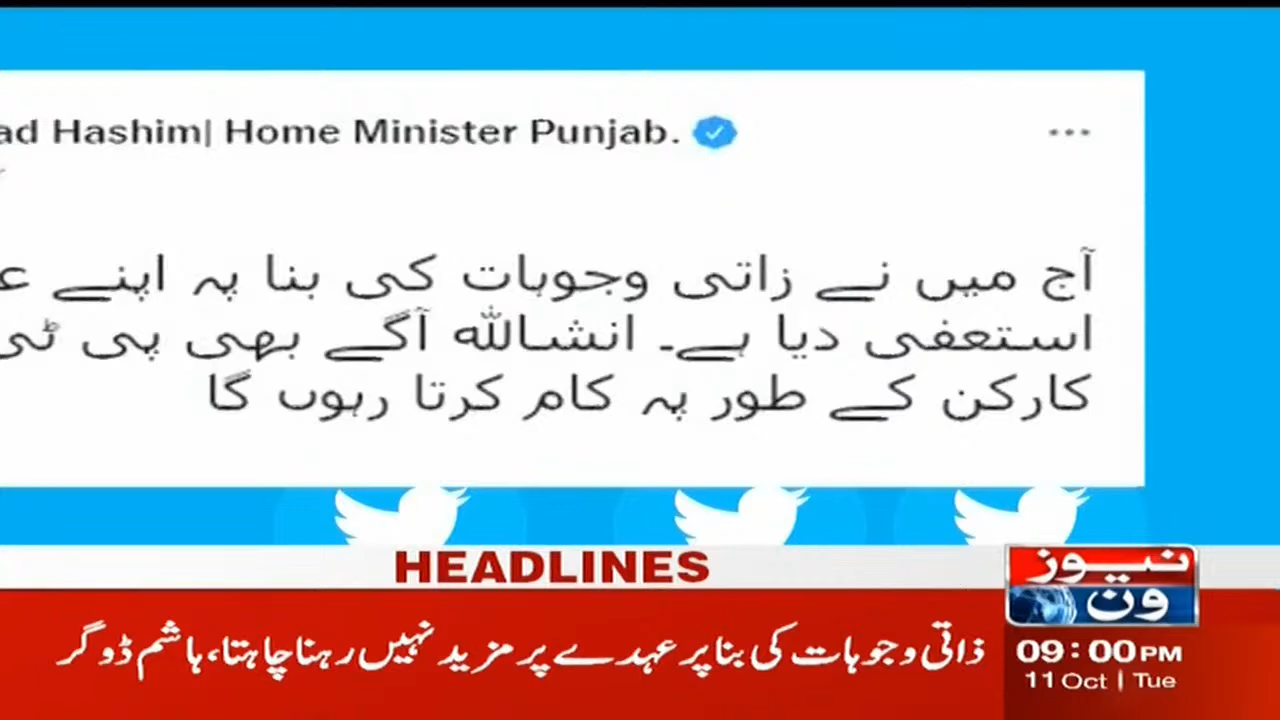 ad Hashim| Home Minister Punjab.
آج میں نے زاتی وجوہات کی بنا پہ اپنے
استعفی دیا ہے۔ انشاللہ آگے بھی پی ٹی
کارکن کے طور پہ کام کرتا رہوں گا
HEADLINES
نیوز
ون
ذاتی وجوہات کی بنا پر عہدے پر مزید نہیں رہنا چاہتا، ہاشم ڈوگر
09:00 PM
11 Oct | Tue